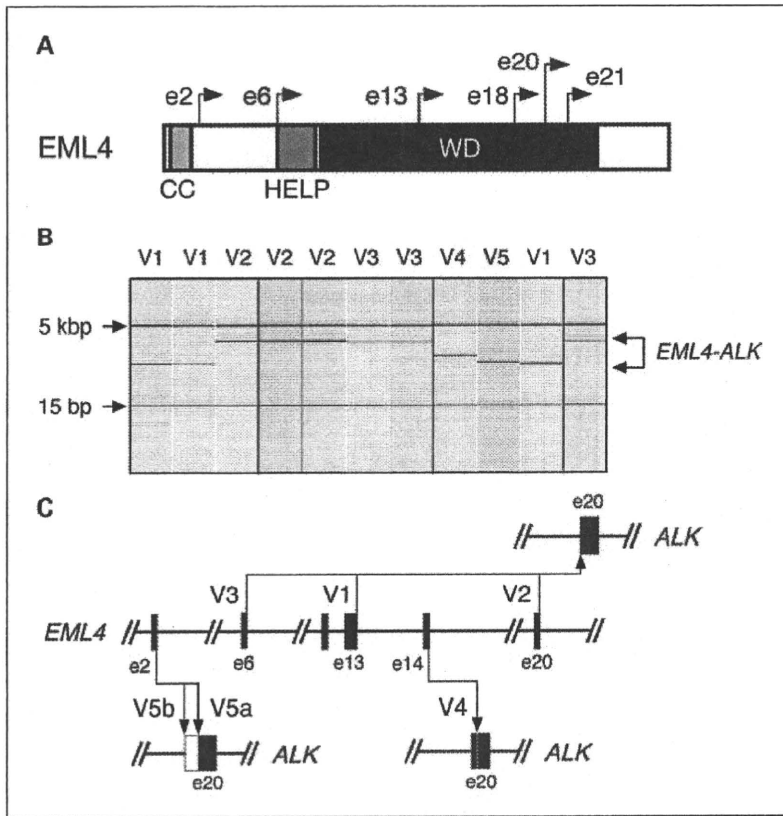 A
e2 e6 e13 e18 e20 e21
EML4
WD
CC HELP
B
V1 V1 V2 V2 V2 V3 V3 V4 V5 V1 V3
5 kbp
EML4-ALK
15 bp
C
e20
ALK
V3 V1 V2
EML4
e2 e6 e13 e14 e20
V5b V5a V4
ALK ALK
e20 e20